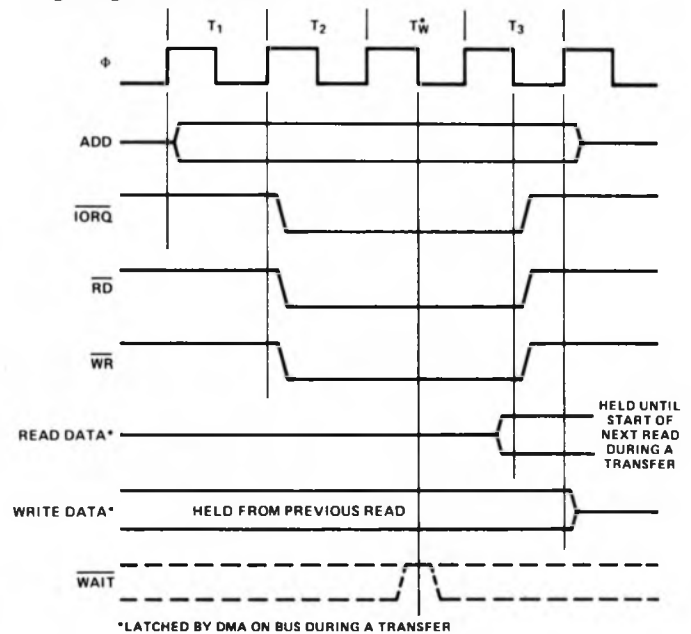 T1 T2 T*W T3
Φ
ADD
IORQ
RD
WR
READ DATA*
HELD UNTIL
START OF
NEXT READ
DURING A
TRANSFER
WRITE DATA*
HELD FROM PREVIOUS READ
WAIT
*LATCHED BY DMA ON BUS DURING A TRANSFER